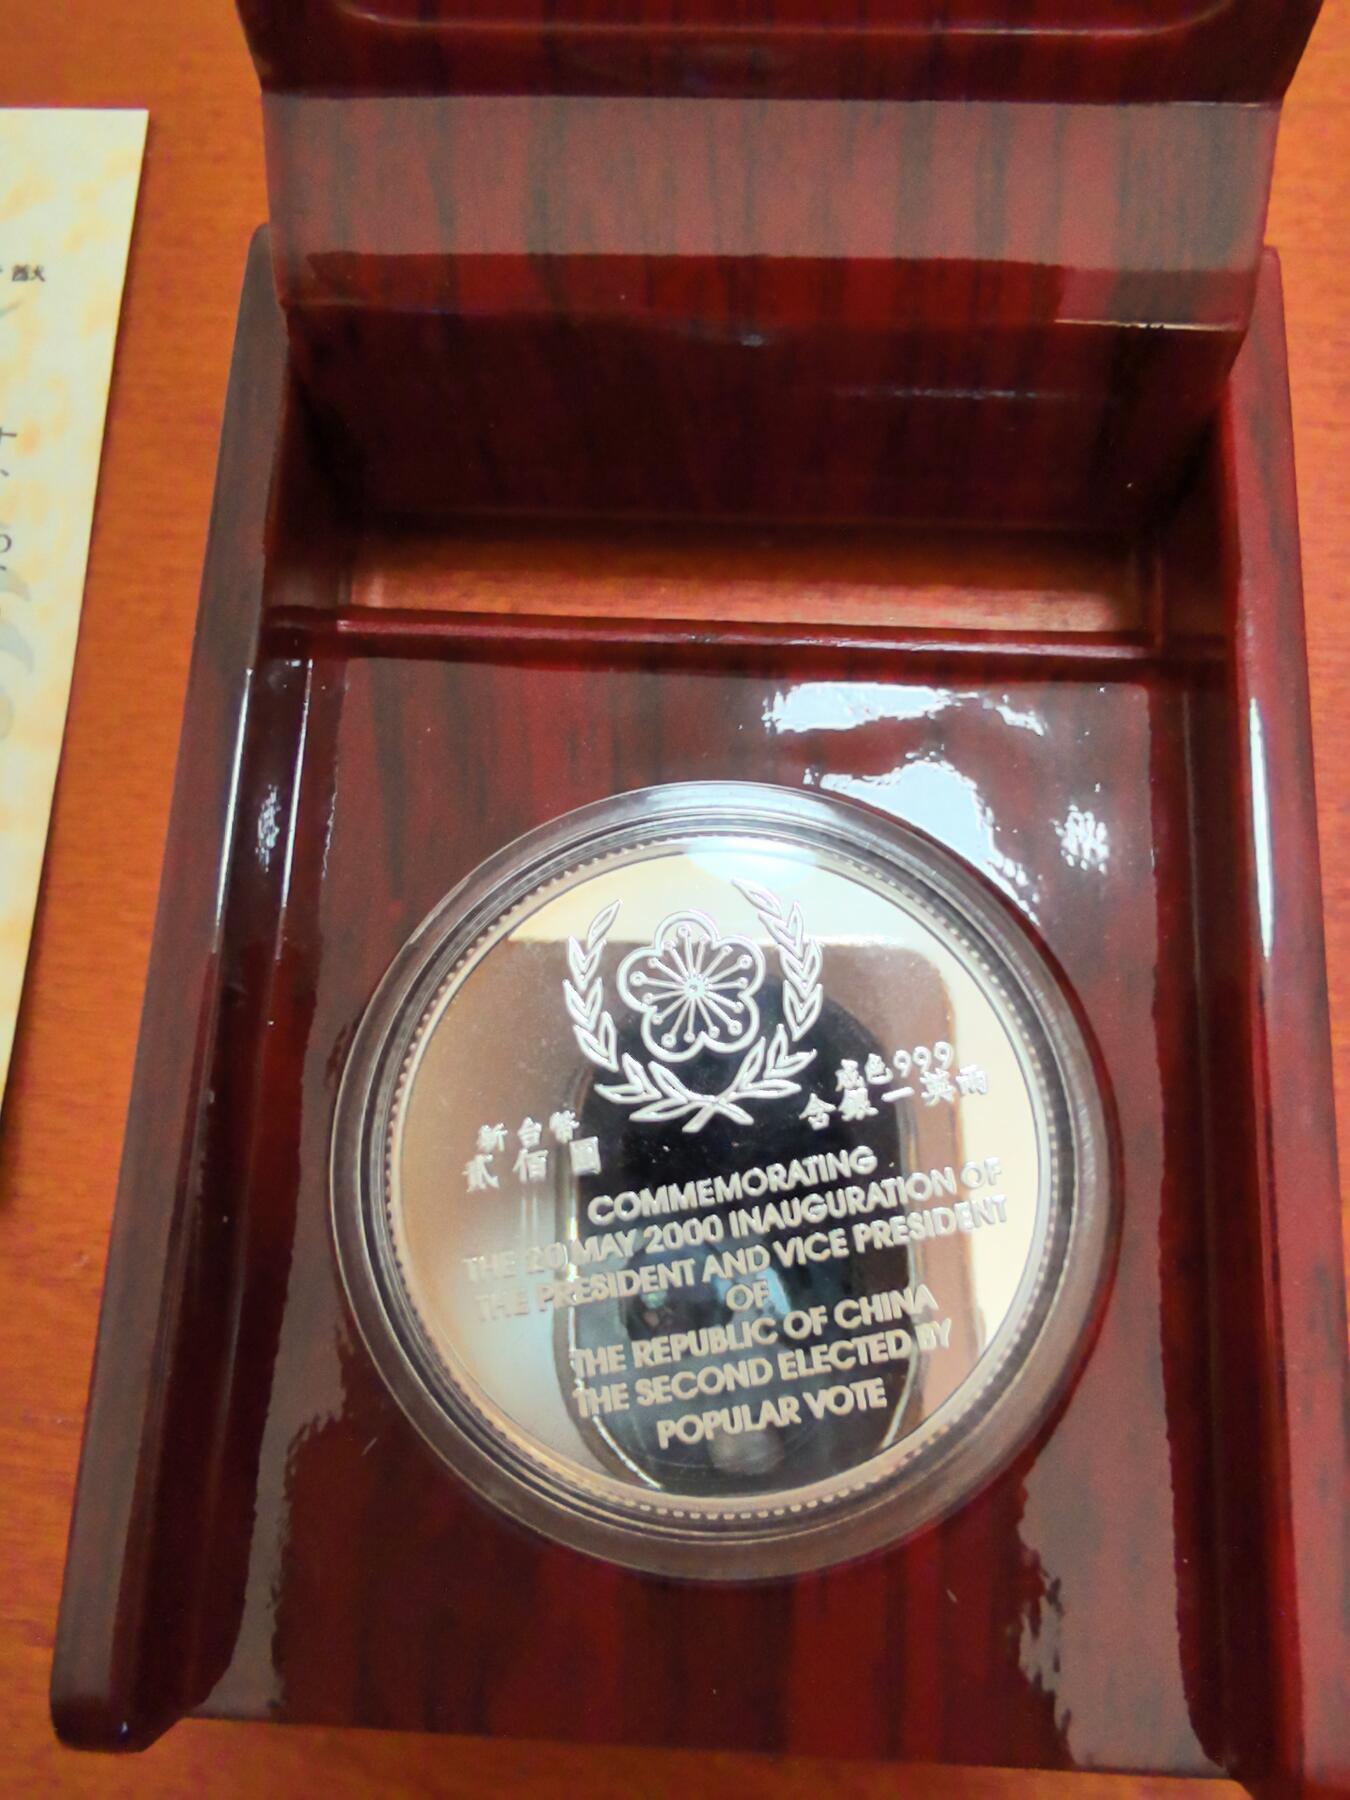 成色999
含銀一英兩
新台幣
貳佰圓
COMMEMORATING
THE 20 MAY 2000 INAUGURATION OF
THE PRESIDENT AND VICE PRESIDENT
OF
THE REPUBLIC OF CHINA
THE SECOND ELECTED BY
POPULAR VOTE